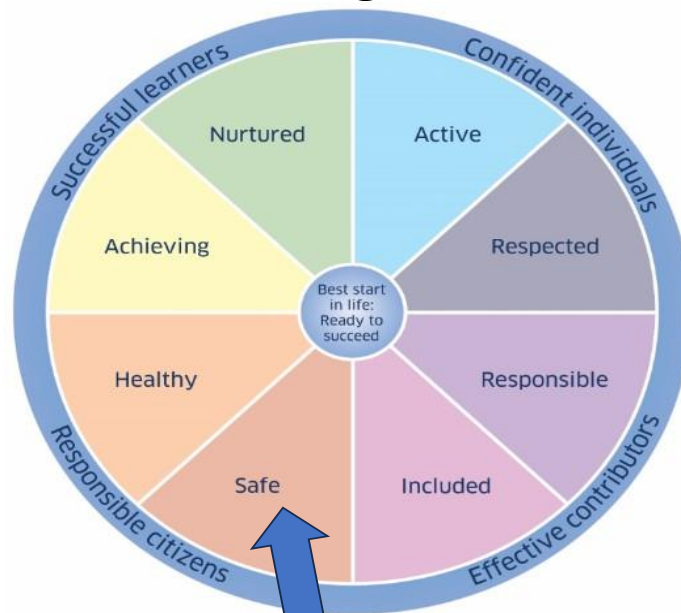 Successful learners
Confident individuals
Nurtured
Active
Achieving
Respected
Best start
in life:
Ready to
succeed
Healthy
Responsible
Safe
Included
Responsible citizens
Effective contributors